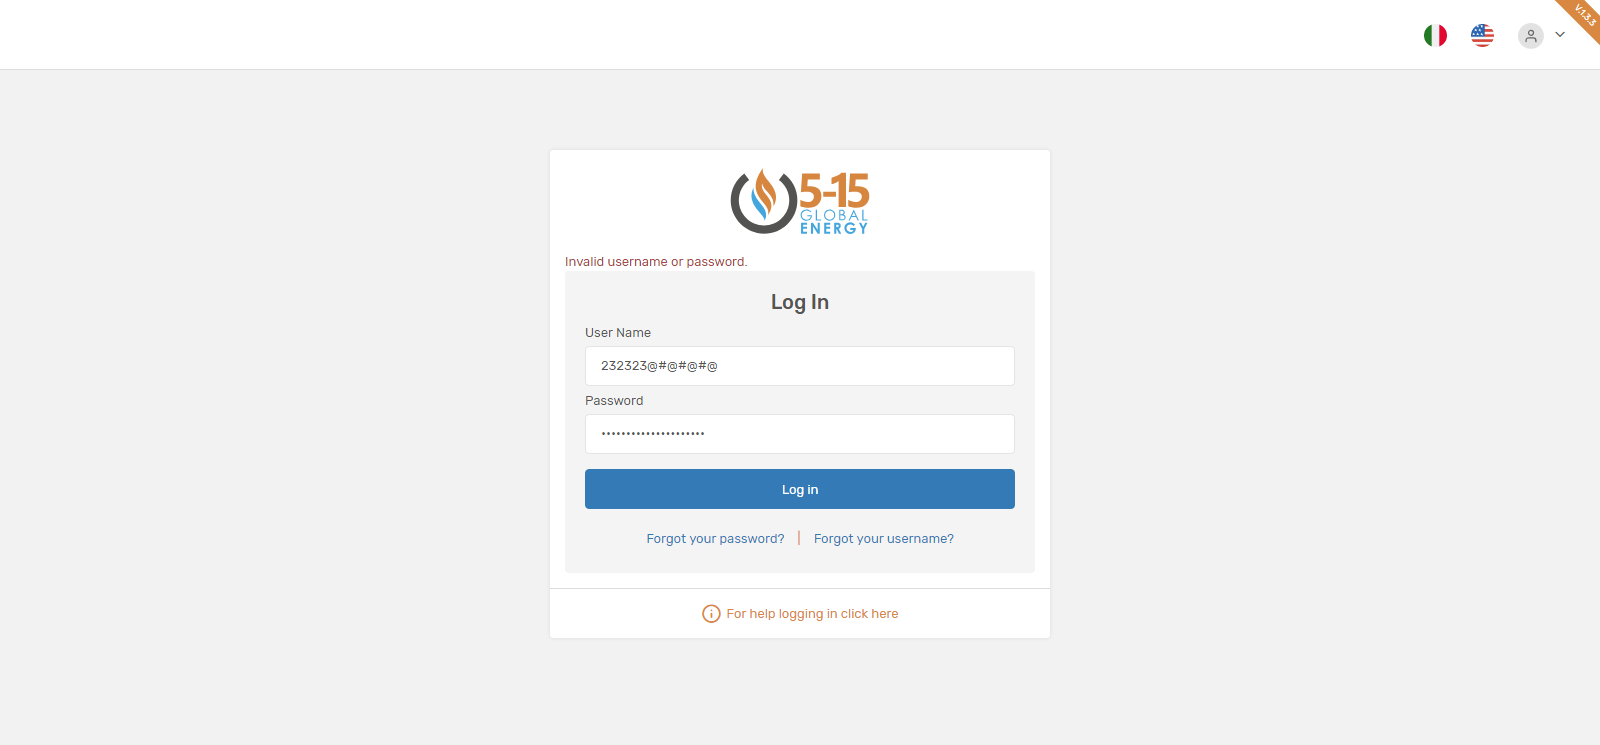 V.1.3.3
5-15
GLOBAL
ENERGY
Invalid username or password.
Log In
User Name
232323@#@#@#@
Password
•••••••••••••••••••••
Log in
Forgot your password? | Forgot your username?
For help logging in click here